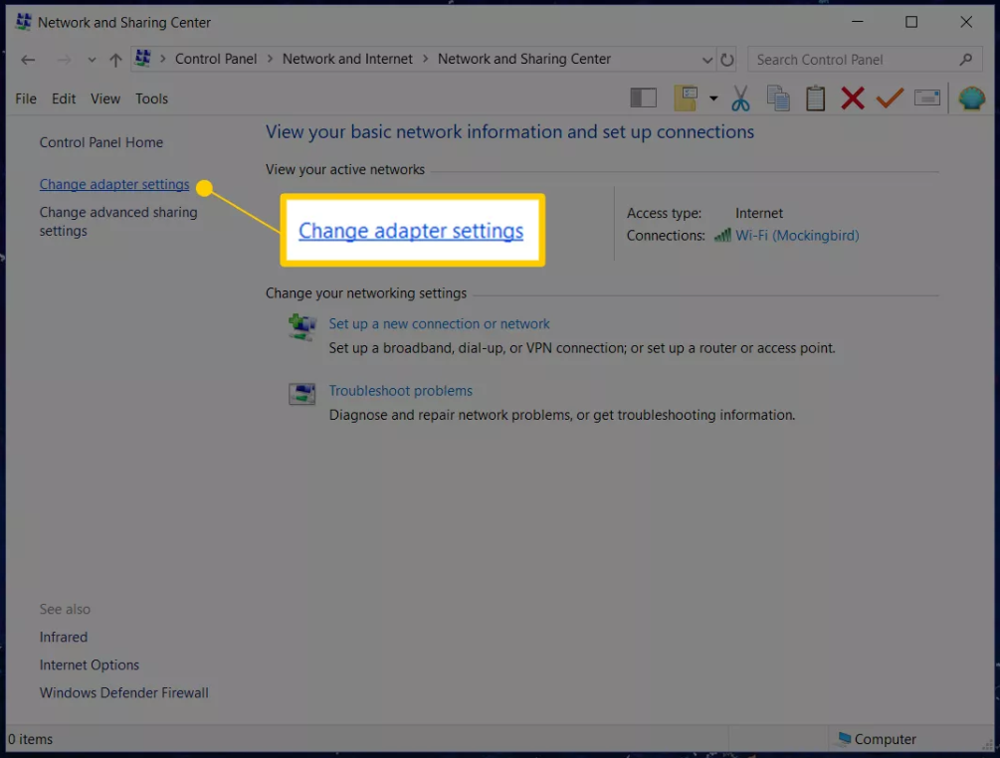 Network and Sharing Center
Control Panel > Network and Internet > Network and Sharing Center
Search Control Panel
File Edit View Tools
Control Panel Home
Change adapter settings
Change advanced sharing
settings
View your basic network information and set up connections
View your active networks
Change adapter settings
Access type: Internet
Connections: Wi-Fi (Mockingbird)
Change your networking settings
Set up a new connection or network
Set up a broadband, dial-up, or VPN connection; or set up a router or access point.
Troubleshoot problems
Diagnose and repair network problems, or get troubleshooting information.
See also
Infrared
Internet Options
Windows Defender Firewall
0 items
Computer